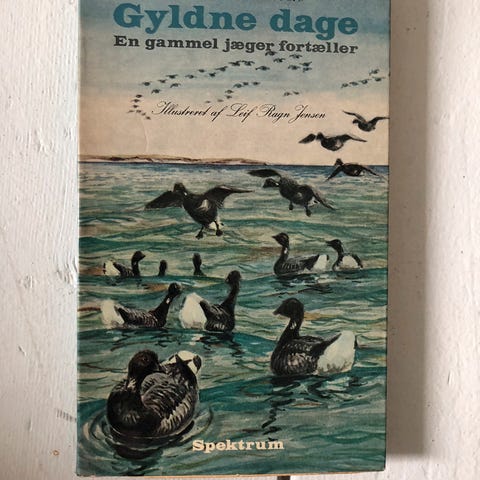 Gyldne dage
En gammel jæger fortæller
Illustreret af Leif Ragn Jensen
Spektrum